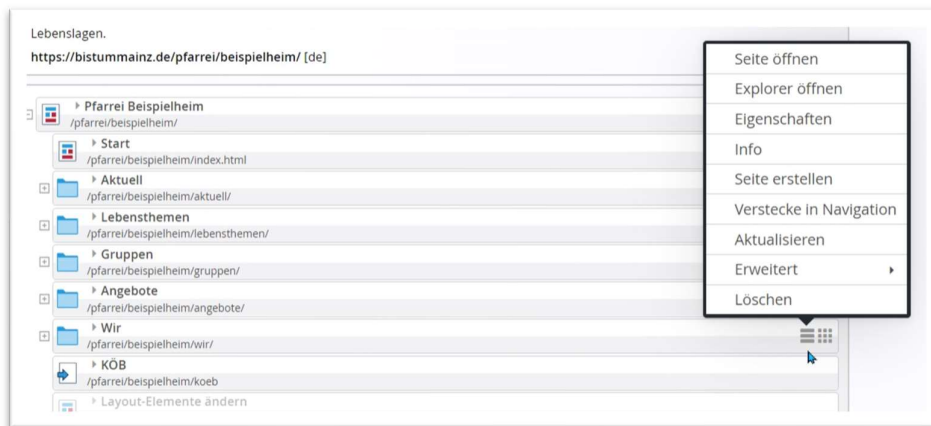 Lebenslagen.
https://bistummainz.de/pfarrei/beispielheim/ [de]
Pfarrei Beispielheim
/pfarrei/beispielheim/
Start
/pfarrei/beispielheim/index.html
Aktuell
/pfarrei/beispielheim/aktuell/
Lebensthemen
/pfarrei/beispielheim/lebensthemen/
Gruppen
/pfarrei/beispielheim/gruppen/
Angebote
/pfarrei/beispielheim/angebote/
Wir
/pfarrei/beispielheim/wir/
KÖB
/pfarrei/beispielheim/koeb
Layout-Elemente ändern
Seite öffnen
Explorer öffnen
Eigenschaften
Info
Seite erstellen
Verstecke in Navigation
Aktualisieren
Erweitert
Löschen